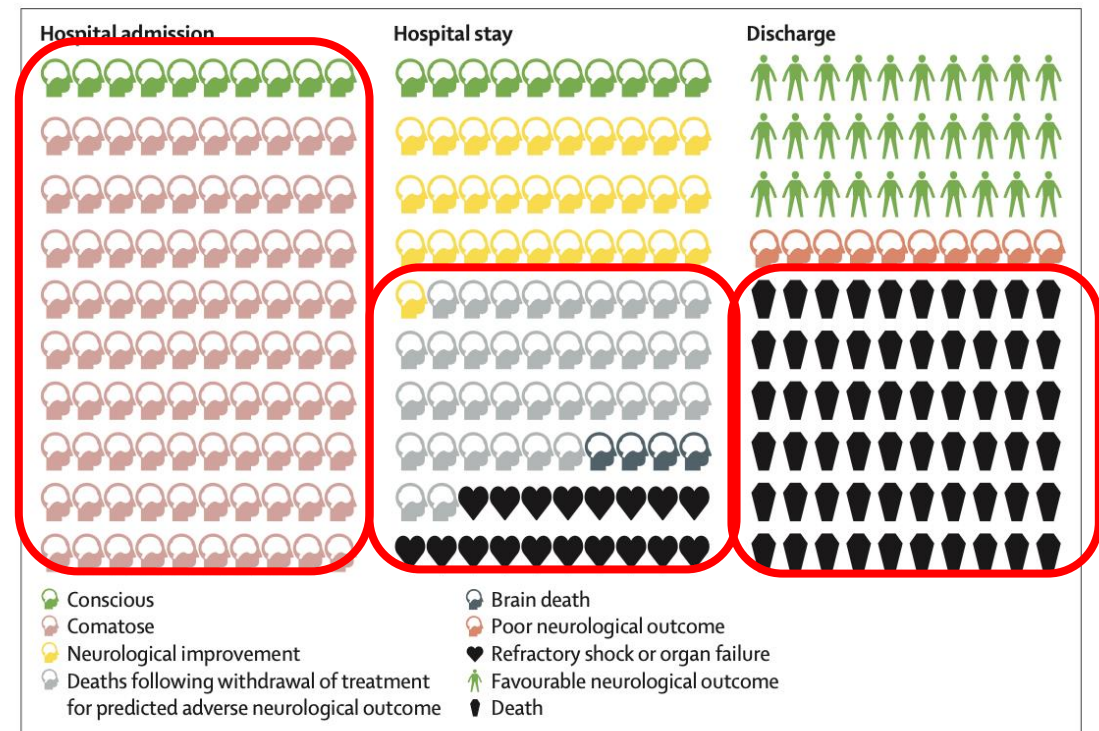 Hospital admission
Hospital stay
Discharge
Conscious
Comatose
Neurological improvement
Deaths following withdrawal of treatment
for predicted adverse neurological outcome
Brain death
Poor neurological outcome
Refractory shock or organ failure
Favourable neurological outcome
Death